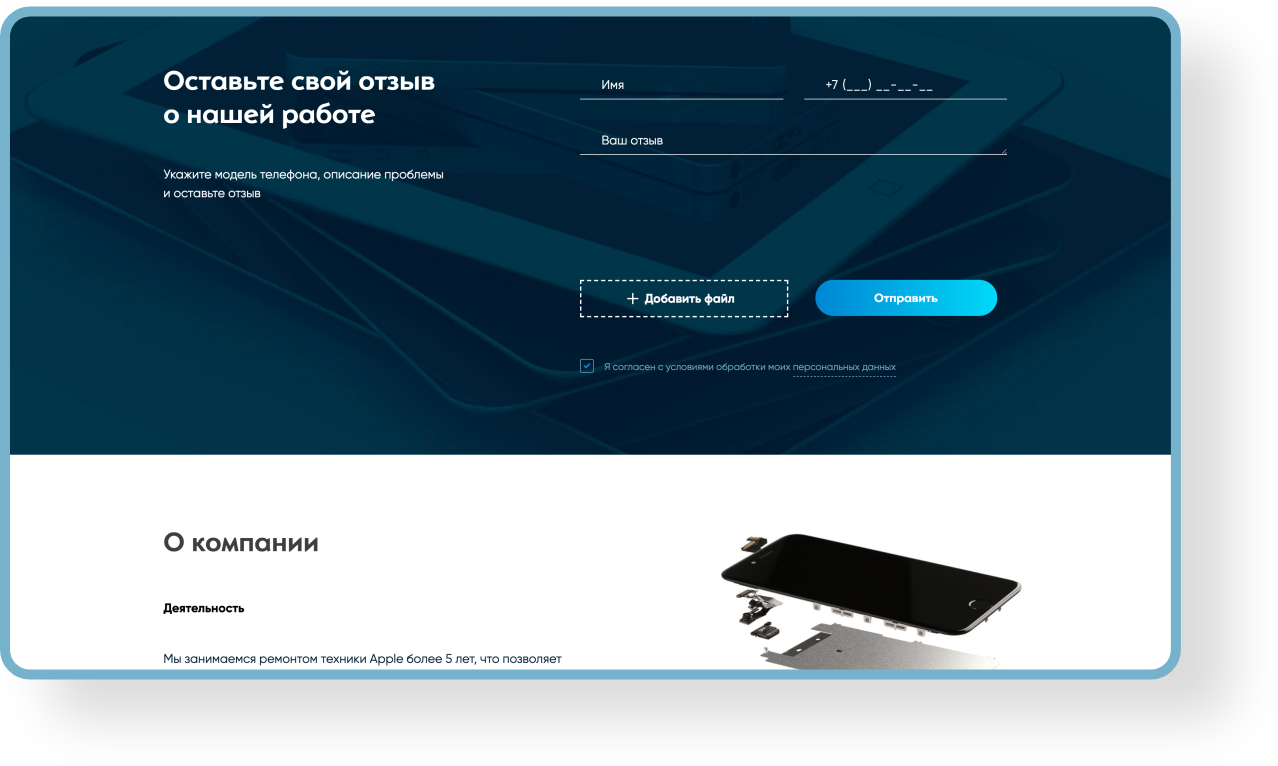 Оставьте свой отзыв
о нашей работе
Укажите модель телефона, описание проблемы
и оставьте отзыв
Имя
+7 (___) __-__-__
Ваш отзыв
+ Добавить файл
Отправить
Я согласен с условиями обработки моих персональных данных
О компании
Деятельность
Мы занимаемся ремонтом техники Apple более 5 лет, что позволяет